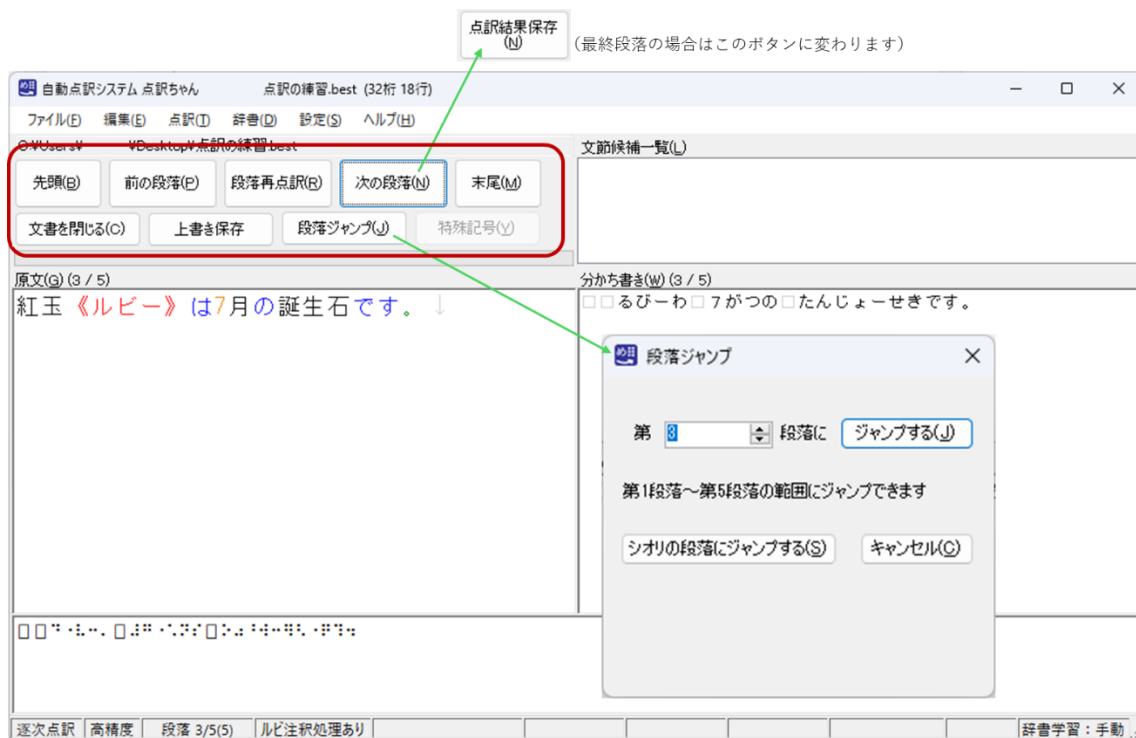 点訳結果保存
(N)
（最終段落の場合はこのボタンに変わります）
自動点訳システム 点訳ちゃん 点訳の練習.best (32桁 18行)
ファイル(F) 編集(E) 点訳(T) 辞書(D) 設定(S) ヘルプ(H)
¥Users¥ ¥Desktop¥点訳の練習.best
文節候補一覧(L)
先頭(B) 前の段落(P) 段落再点訳(R) 次の段落(N) 末尾(M)
文書を閉じる(C) 上書き保存 段落ジャンプ(J) 特殊記号(Y)
原文(G) (3 / 5)
分かち書き(W) (3 / 5)
紅玉《ルビー》は7月の誕生石です。↓
□□るびーわ□７がつの□たんじょーせきです。
段落ジャンプ
第 3 段落に ジャンプする(J)
第1段落～第5段落の範囲にジャンプできます
シオリの段落にジャンプする(S) キャンセル(C)
逐次点訳 高精度 段落 3/5(5) ルビ注釈処理あり 辞書学習：手動